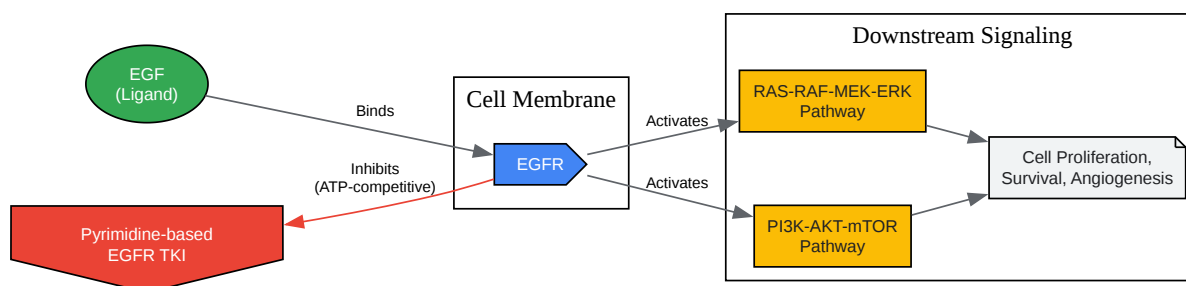 Downstream Signaling
EGF
(Ligand)
Binds
Cell Membrane
EGFR
Inhibits
(ATP-competitive)
Activates
Activates
RAS-RAF-MEK-ERK
Pathway
PI3K-AKT-mTOR
Pathway
Cell Proliferation,
Survival, Angiogenesis
Pyrimidine-based
EGFR TKI